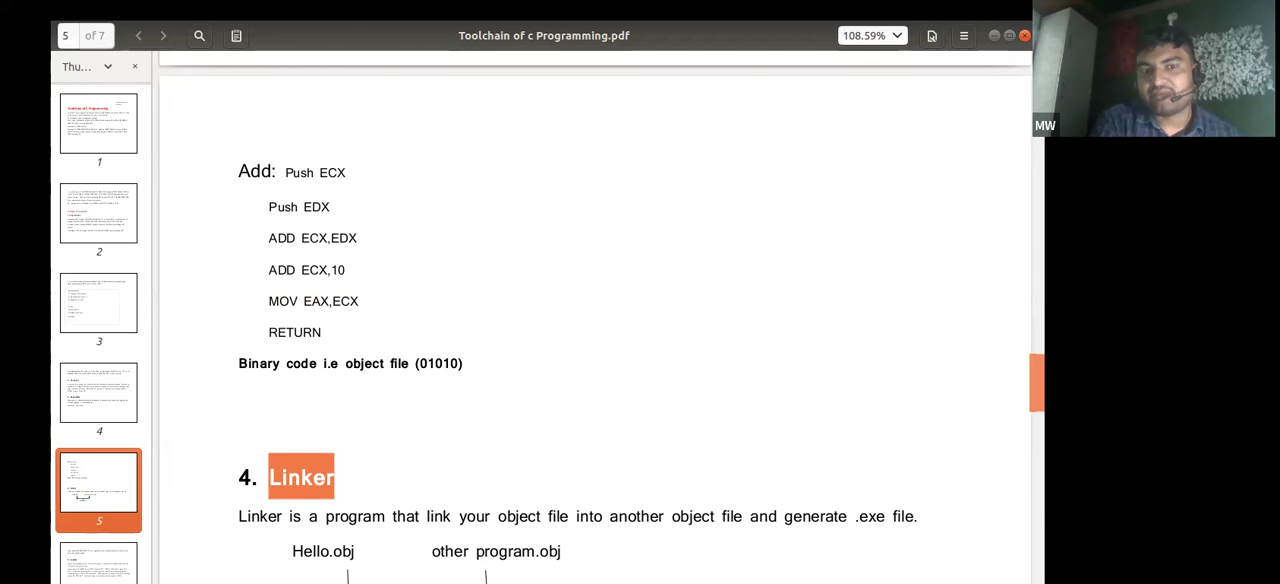 5 of 7
Toolchain of c Programming.pdf
108.59%
Thu...
1
2
3
4
5
MW
Add: Push ECX
Push EDX
ADD ECX,EDX
ADD ECX,10
MOV EAX,ECX
RETURN
Binary code i.e object file (01010)
4. Linker
Linker is a program that link your object file into another object file and generate .exe file.
Hello.obj other program.obj